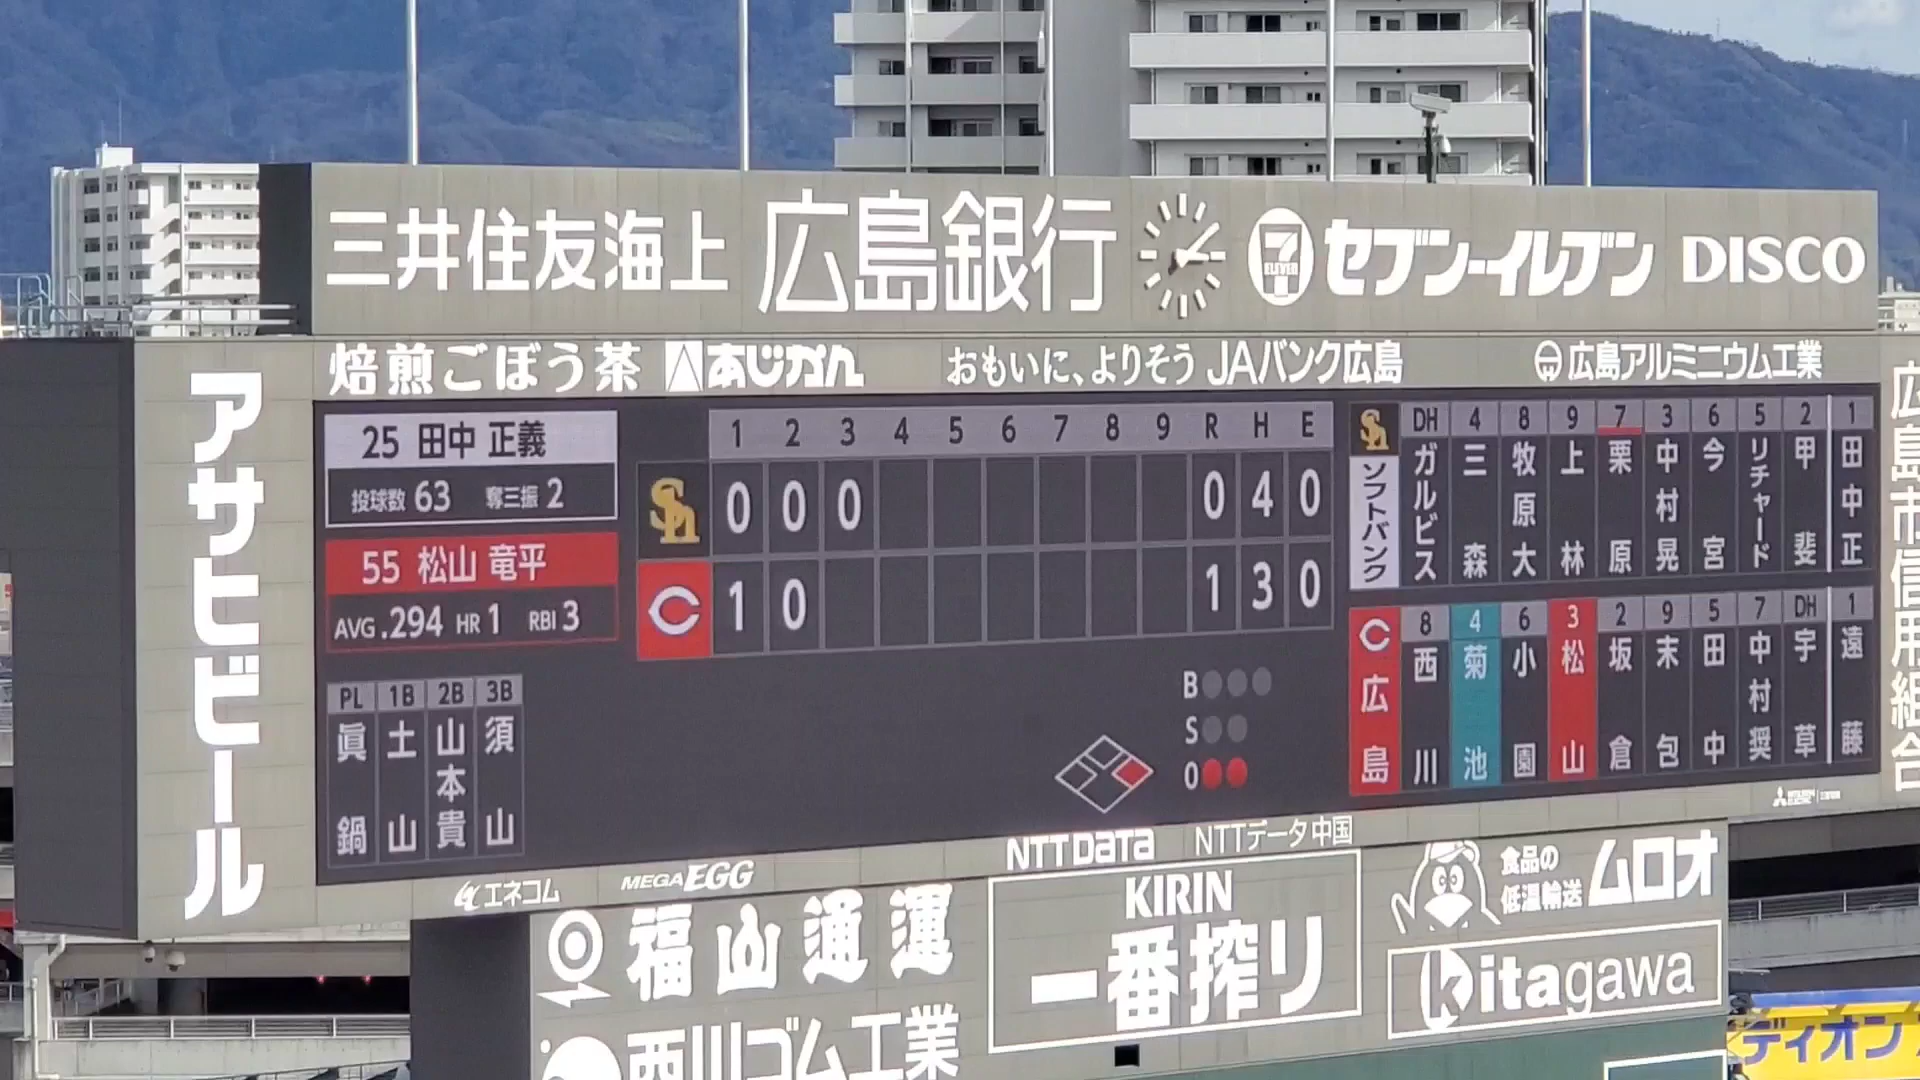 三井住友海上 広島銀行 7 ELEVEN セブン-イレブン DISCO
焙煎ごぼう茶 あじかん おもいに、よりそう JAバンク広島 広島アルミニウム工業
アサヒビール
広島市信用組合
25 田中 正義
投球数 63 奪三振 2
55 松山 竜平
AVG .294 HR 1 RBI 3
1 2 3 4 5 6 7 8 9 R H E
Sh 0 0 0 0 4 0
C 1 0 1 3 0
B
S
O
PL 1B 2B 3B
眞鍋 土山 山本貴 須山
Sh DH 4 8 9 7 3 6 5 2 1
ソフトバンク ガルビス 三森 牧原大 上林 栗原 中村晃 今宮 リチャード 甲斐 田中正
C 8 4 6 3 2 9 5 7 DH 1
広島 西川 菊池 小園 松山 坂倉 末包 田中 中村奨 宇草 遠藤
エネコム MEGA EGG NTT DATA NTTデータ中国
福山通運
西川ゴム工業
KIRIN
一番搾り
食品の
低温輸送 ムロオ
kitagawa
ディオン